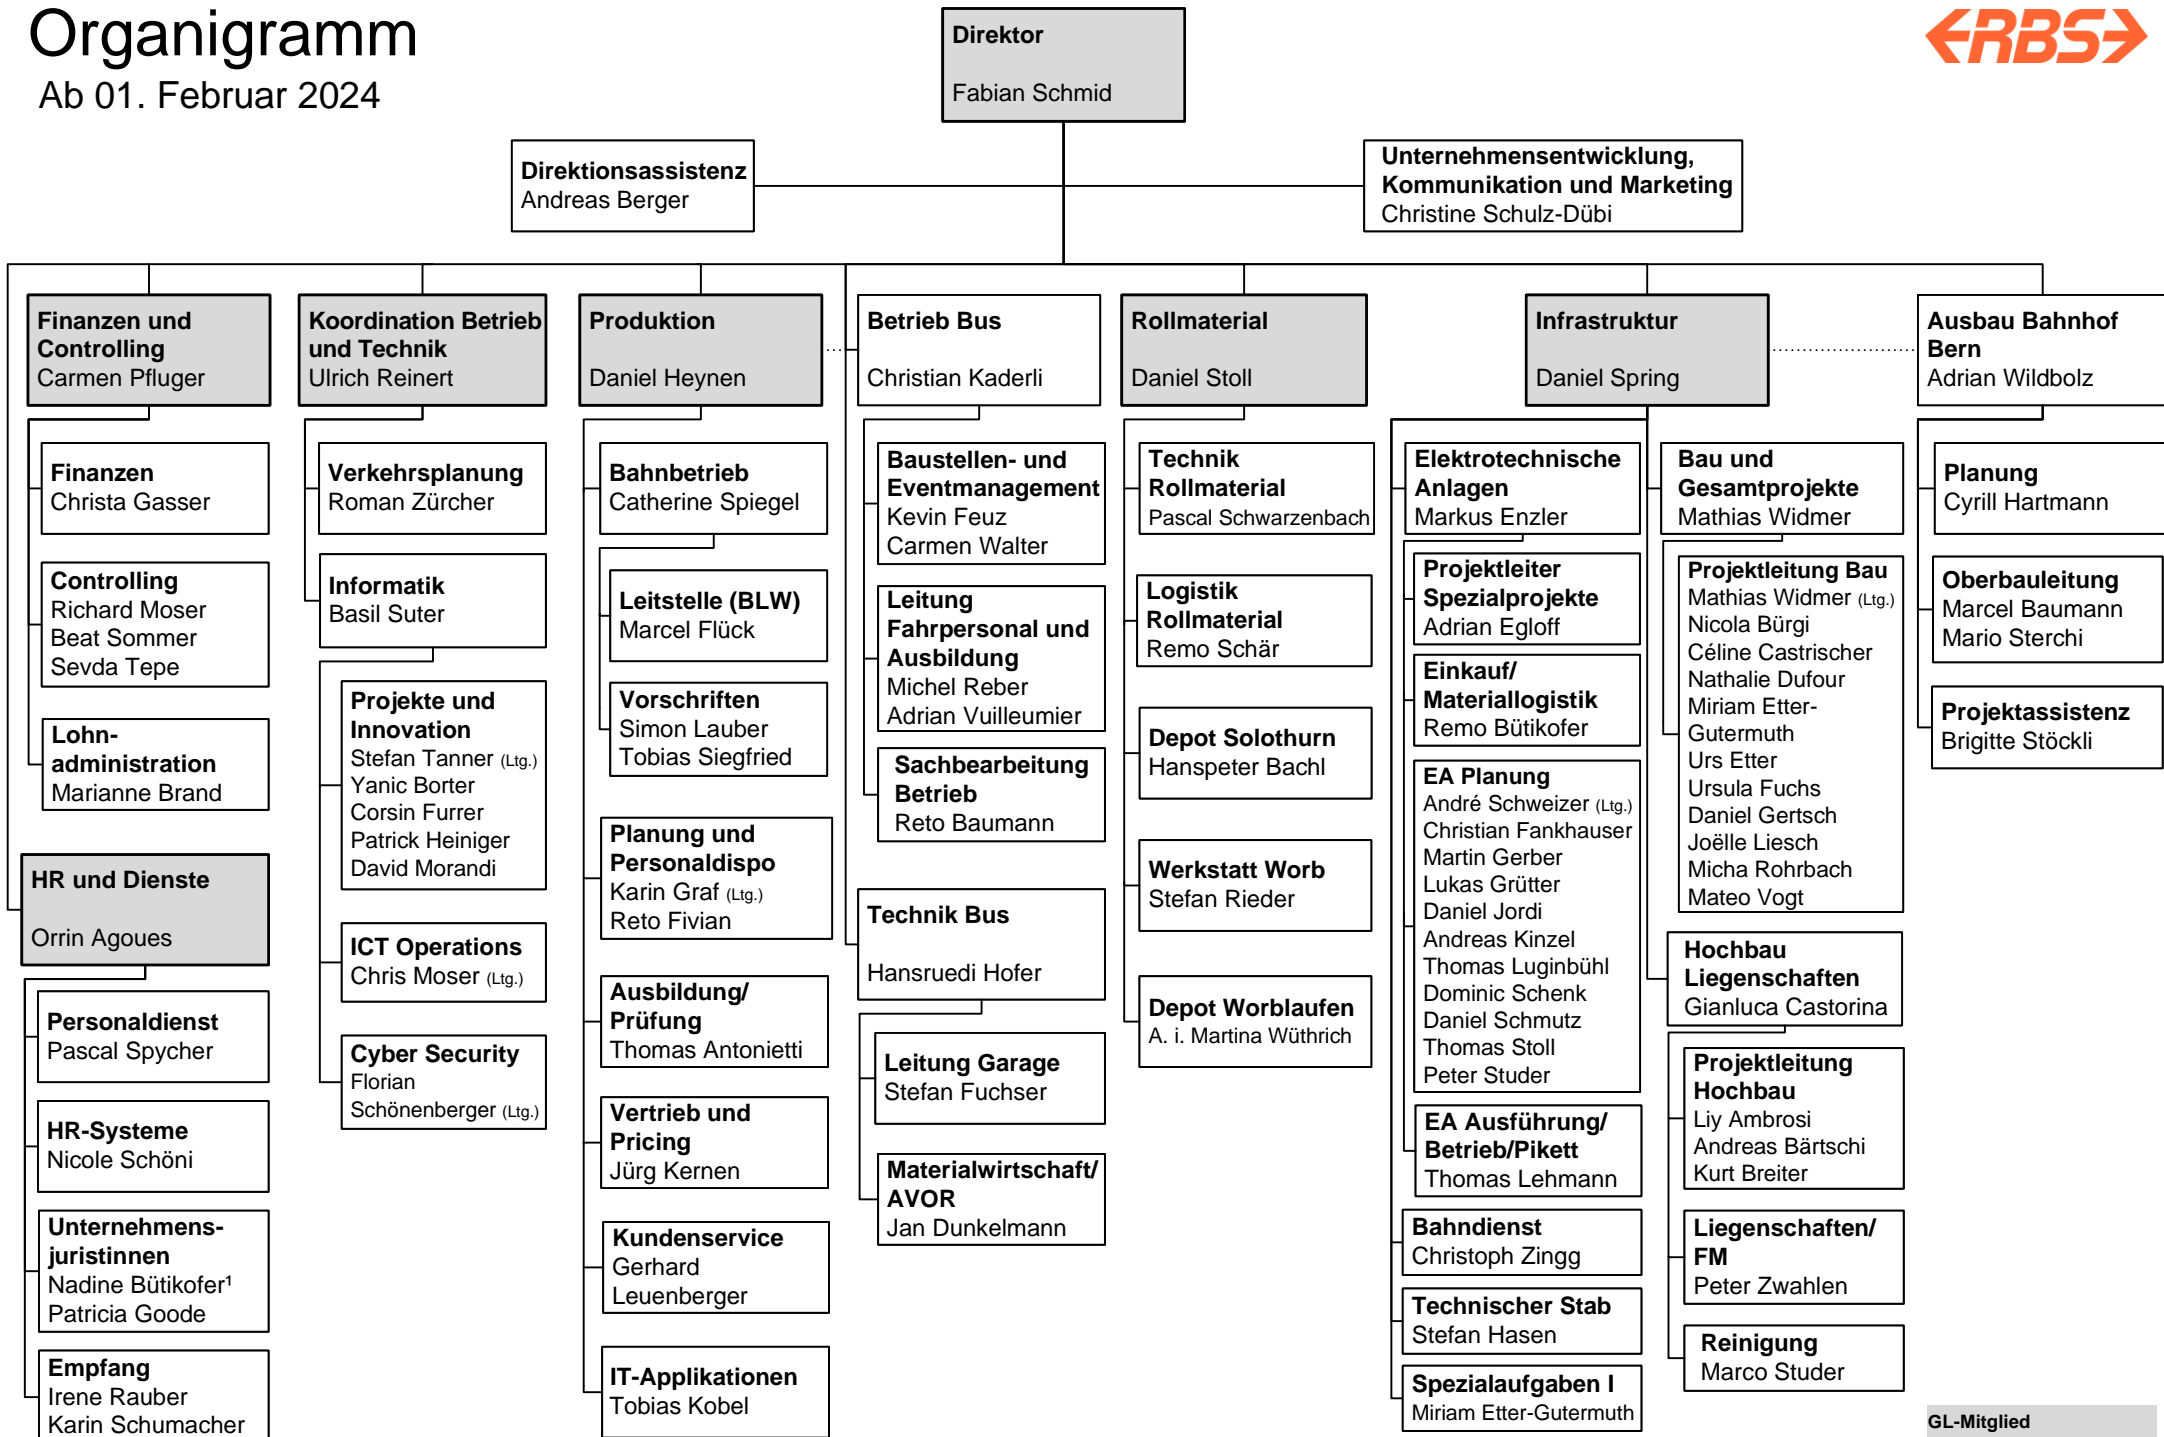 Organigramm
Ab 01. Februar 2024
RBS
Direktor
Fabian Schmid
Direktionsassistenz
Andreas Berger
Unternehmensentwicklung,
Kommunikation und Marketing
Christine Schulz-Dübi
Finanzen und
Controlling
Carmen Pfluger
Finanzen
Christa Gasser
Controlling
Richard Moser
Beat Sommer
Sevda Tepe
Lohn-
administration
Marianne Brand
HR und Dienste
Orrin Agoues
Personaldienst
Pascal Spycher
HR-Systeme
Nicole Schöni
Unternehmens-
juristinnen
Nadine Bütikofer¹
Patricia Goode
Empfang
Irene Rauber
Karin Schumacher
Koordination Betrieb
und Technik
Ulrich Reinert
Verkehrsplanung
Roman Zürcher
Informatik
Basil Suter
Projekte und
Innovation
Stefan Tanner (Ltg.)
Yanic Borter
Corsin Furrer
Patrick Heiniger
David Morandi
ICT Operations
Chris Moser (Ltg.)
Cyber Security
Florian
Schönenberger (Ltg.)
Produktion
Daniel Heynen
Bahnbetrieb
Catherine Spiegel
Leitstelle (BLW)
Marcel Flück
Vorschriften
Simon Lauber
Tobias Siegfried
Planung und
Personaldispo
Karin Graf (Ltg.)
Reto Fivian
Ausbildung/
Prüfung
Thomas Antonietti
Vertrieb und
Pricing
Jürg Kernen
Kundenservice
Gerhard
Leuenberger
IT-Applikationen
Tobias Kobel
Betrieb Bus
Christian Kaderli
Baustellen- und
Eventmanagement
Kevin Feuz
Carmen Walter
Leitung
Fahrpersonal und
Ausbildung
Michel Reber
Adrian Vuilleumier
Sachbearbeitung
Betrieb
Reto Baumann
Technik Bus
Hansruedi Hofer
Leitung Garage
Stefan Fuchser
Materialwirtschaft/
AVOR
Jan Dunkelmann
Rollmaterial
Daniel Stoll
Technik
Rollmaterial
Pascal Schwarzenbach
Logistik
Rollmaterial
Remo Schär
Depot Solothurn
Hanspeter Bachl
Werkstatt Worb
Stefan Rieder
Depot Worblaufen
A. i. Martina Wüthrich
Infrastruktur
Daniel Spring
Elektrotechnische
Anlagen
Markus Enzler
Projektleiter
Spezialprojekte
Adrian Egloff
Einkauf/
Materiallogistik
Remo Bütikofer
EA Planung
André Schweizer (Ltg.)
Christian Fankhauser
Martin Gerber
Lukas Grütter
Daniel Jordi
Andreas Kinzel
Thomas Luginbühl
Dominic Schenk
Daniel Schmutz
Thomas Stoll
Peter Studer
EA Ausführung/
Betrieb/Pikett
Thomas Lehmann
Bahndienst
Christoph Zingg
Technischer Stab
Stefan Hasen
Spezialaufgaben I
Miriam Etter-Gutermuth
Bau und
Gesamtprojekte
Mathias Widmer
Projektleitung Bau
Mathias Widmer (Ltg.)
Nicola Bürgi
Céline Castrischer
Nathalie Dufour
Miriam Etter-
Gutermuth
Urs Etter
Ursula Fuchs
Daniel Gertsch
Joëlle Liesch
Micha Rohrbach
Mateo Vogt
Hochbau
Liegenschaften
Gianluca Castorina
Projektleitung
Hochbau
Liy Ambrosi
Andreas Bärtschi
Kurt Breiter
Liegenschaften/
FM
Peter Zwahlen
Reinigung
Marco Studer
Ausbau Bahnhof
Bern
Adrian Wildbolz
Planung
Cyrill Hartmann
Oberbauleitung
Marcel Baumann
Mario Sterchi
Projektassistenz
Brigitte Stöckli
GL-Mitglied